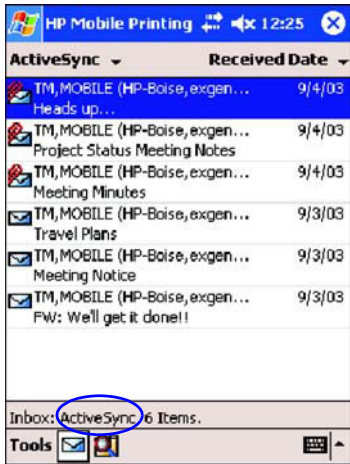 HP Mobile Printing 12:25
ActiveSync Received Date
TM,MOBILE (HP-Boise,exgen... 9/4/03
Heads up...
TM,MOBILE (HP-Boise,exgen... 9/4/03
Project Status Meeting Notes
TM,MOBILE (HP-Boise,exgen... 9/4/03
Meeting Minutes
TM,MOBILE (HP-Boise,exgen... 9/3/03
Travel Plans
TM,MOBILE (HP-Boise,exgen... 9/3/03
Meeting Notice
TM,MOBILE (HP-Boise,exgen... 9/3/03
FW: We'll get it done!!
Inbox: ActiveSync 6 Items.
Tools